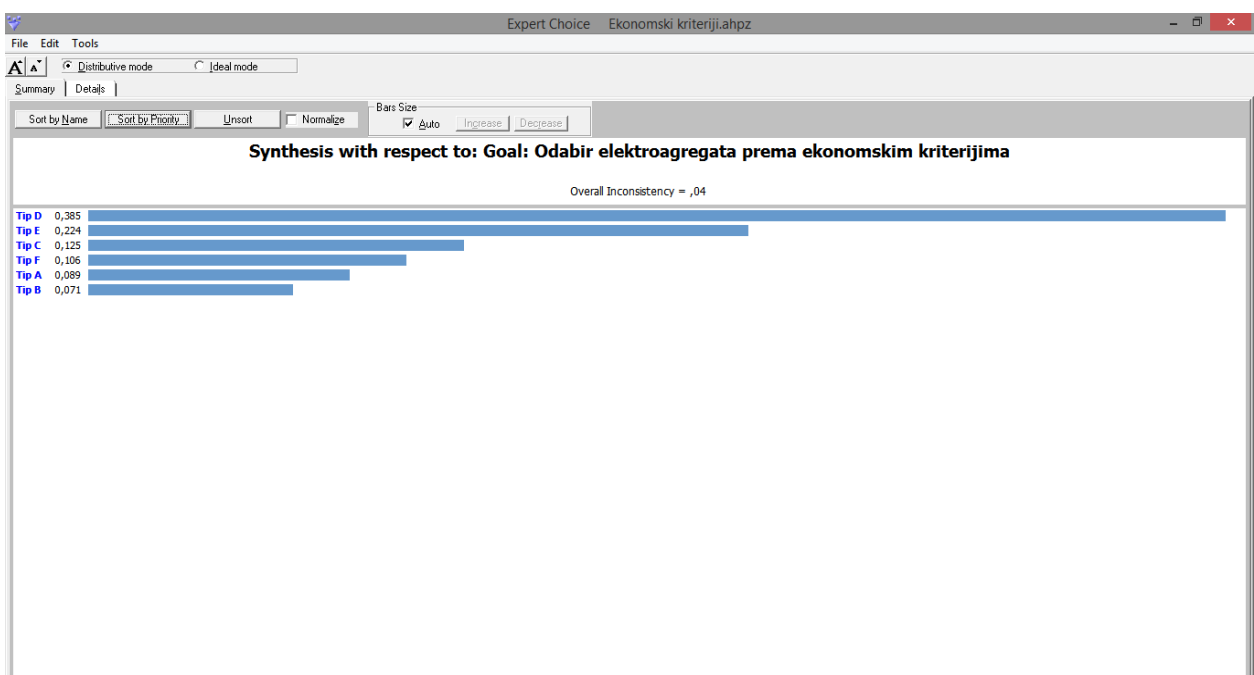 Expert Choice Ekonomski kriteriji.ahpz
File Edit Tools
A A Distributive mode Ideal mode
Summary Details
Sort by Name Sort by Priority Unsort Normalize Bars Size Auto Increase Decrease
Synthesis with respect to: Goal: Odabir elektroagregata prema ekonomskim kriterijima
Overall Inconsistency = ,04
Tip D 0,385
Tip E 0,224
Tip C 0,125
Tip F 0,106
Tip A 0,089
Tip B 0,071